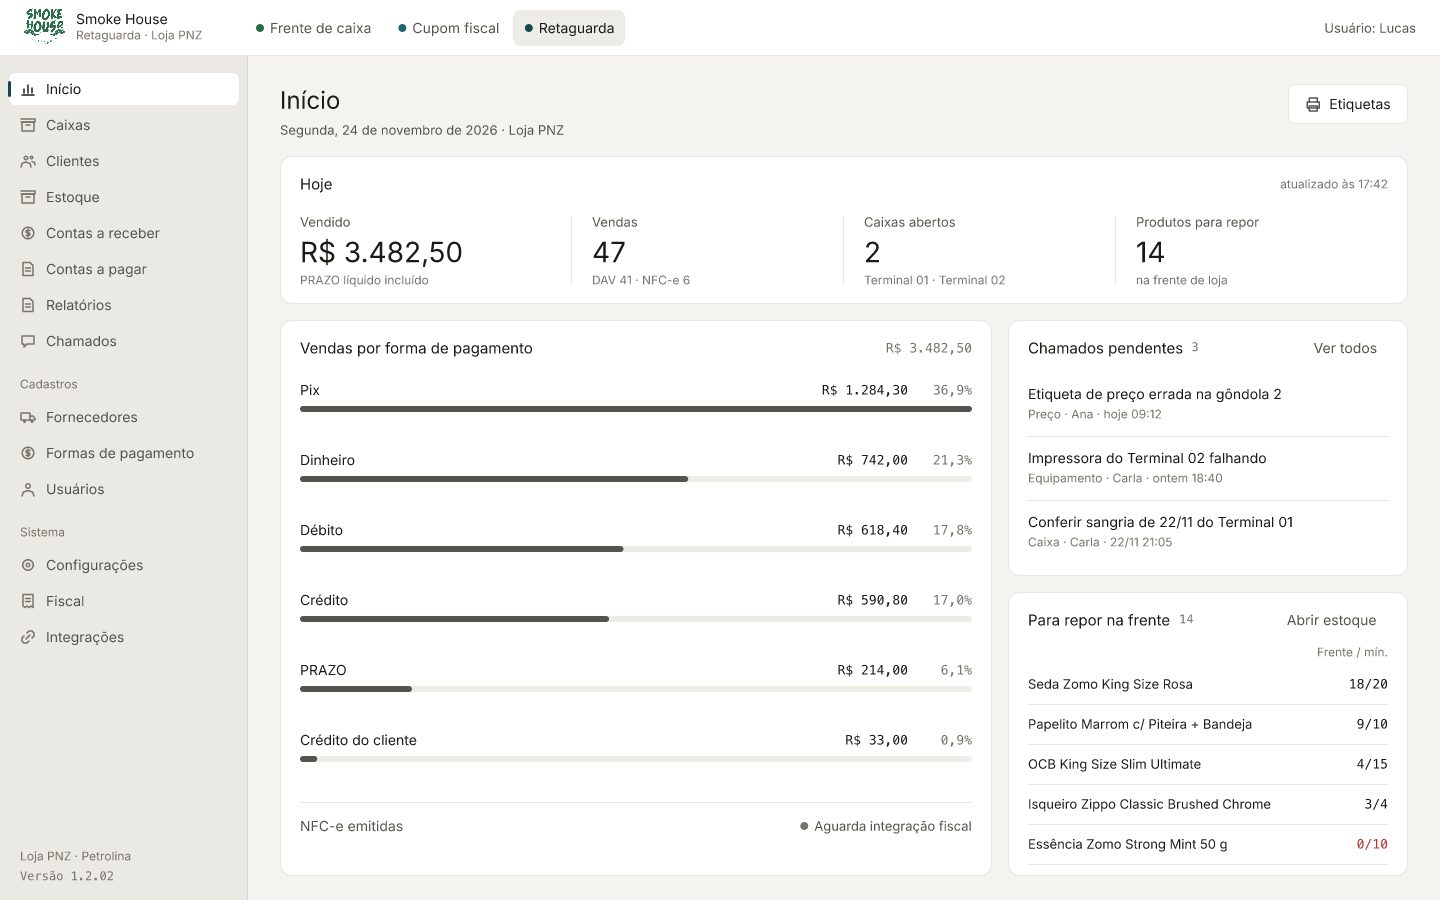 SMOKE
HOUSE
Smoke House
Retaguarda · Loja PNZ
Frente de caixa
Cupom fiscal
Retaguarda
Usuário: Lucas
Início
Caixas
Clientes
Estoque
Contas a receber
Contas a pagar
Relatórios
Chamados
Cadastros
Fornecedores
Formas de pagamento
Usuários
Sistema
Configurações
Fiscal
Integrações
Loja PNZ · Petrolina
Versão 1.2.02
Início
Segunda, 24 de novembro de 2026 · Loja PNZ
Etiquetas
Hoje
atualizado às 17:42
Vendido
R$ 3.482,50
PRAZO líquido incluído
Vendas
47
DAV 41 · NFC-e 6
Caixas abertos
2
Terminal 01 · Terminal 02
Produtos para repor
14
na frente de loja
Vendas por forma de pagamento
R$ 3.482,50
Pix R$ 1.284,30 36,9%
Dinheiro R$ 742,00 21,3%
Débito R$ 618,40 17,8%
Crédito R$ 590,80 17,0%
PRAZO R$ 214,00 6,1%
Crédito do cliente R$ 33,00 0,9%
NFC-e emitidas Aguarda integração fiscal
Chamados pendentes 3 Ver todos
Etiqueta de preço errada na gôndola 2
Preço · Ana · hoje 09:12
Impressora do Terminal 02 falhando
Equipamento · Carla · ontem 18:40
Conferir sangria de 22/11 do Terminal 01
Caixa · Carla · 22/11 21:05
Para repor na frente 14 Abrir estoque
Frente / mín.
Seda Zomo King Size Rosa 18/20
Papelito Marrom c/ Piteira + Bandeja 9/10
OCB King Size Slim Ultimate 4/15
Isqueiro Zippo Classic Brushed Chrome 3/4
Essência Zomo Strong Mint 50 g 0/10